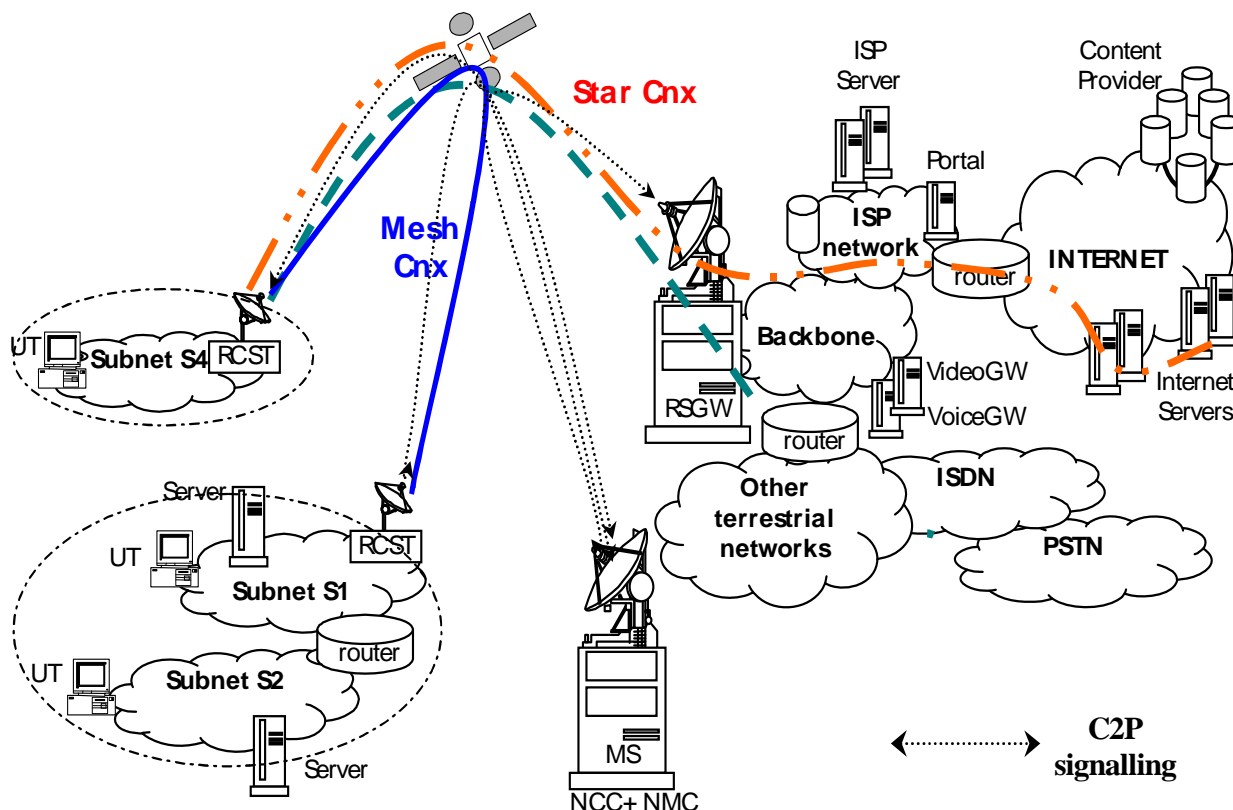 ISP
Server
Content
Provider
Star Cnx
Portal
Mesh
Cnx
ISP
network
INTERNET
router
UT
Subnet S4
RCST
Backbone
VideoGW
Internet
Servers
RSGW
VoiceGW
router
Server
ISDN
Other
terrestrial
networks
RCST
UT
PSTN
Subnet S1
router
UT
Subnet S2
Server
MS
C2P
signalling
NCC+ NMC